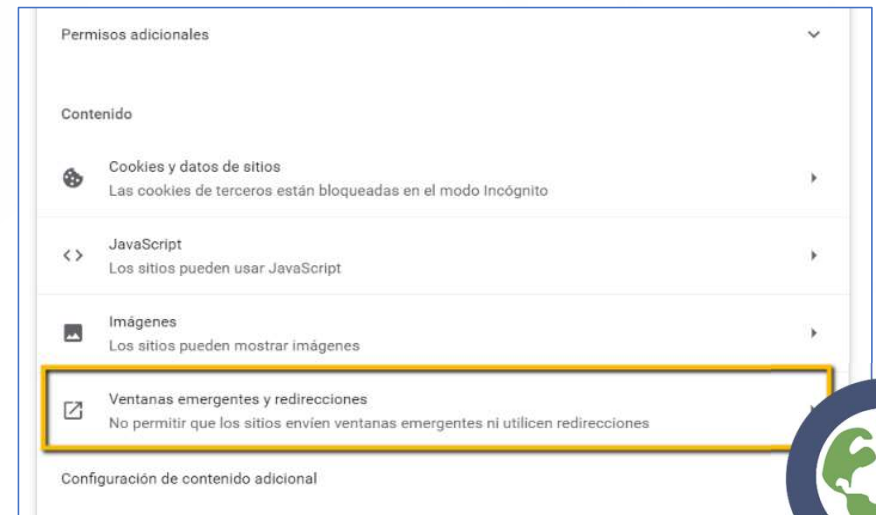 Permisos adicionales
Contenido
Cookies y datos de sitios
Las cookies de terceros están bloqueadas en el modo Incógnito
JavaScript
Los sitios pueden usar JavaScript
Imágenes
Los sitios pueden mostrar imágenes
Ventanas emergentes y redirecciones
No permitir que los sitios envíen ventanas emergentes ni utilicen redirecciones
Configuración de contenido adicional